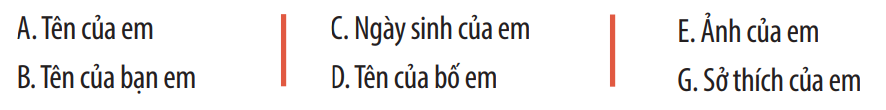 A. Tên của em
B. Tên của bạn em
C. Ngày sinh của em
D. Tên của bố em
E. Ảnh của em
G. Sở thích của em